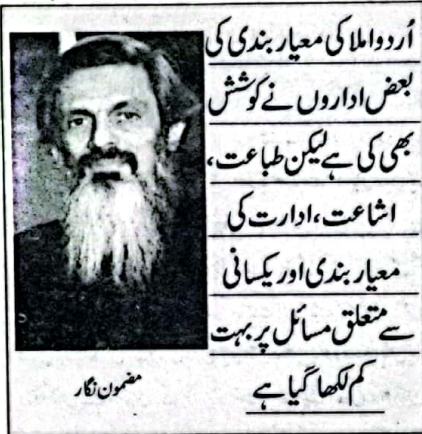 اُردو املا کی معیار بندی کی
بعض اداروں نے کوشش
بھی کی ہے لیکن طباعت،
اشاعت، ادارت کی
معیار بندی اور یکسانی
سے متعلق مسائل پر بہت
کم لکھا گیا ہے
مضمون نگار